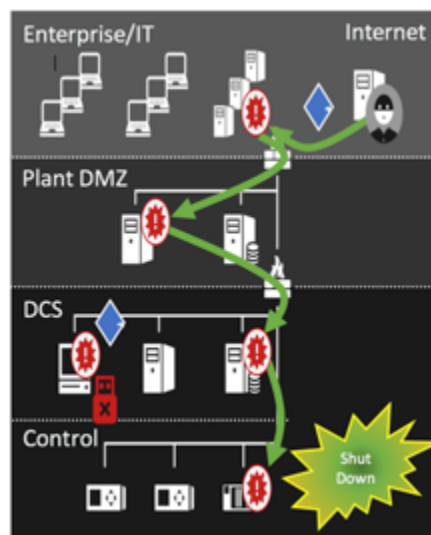 Enterprise/IT
Internet
Plant DMZ
DCS
Control
Shut
Down